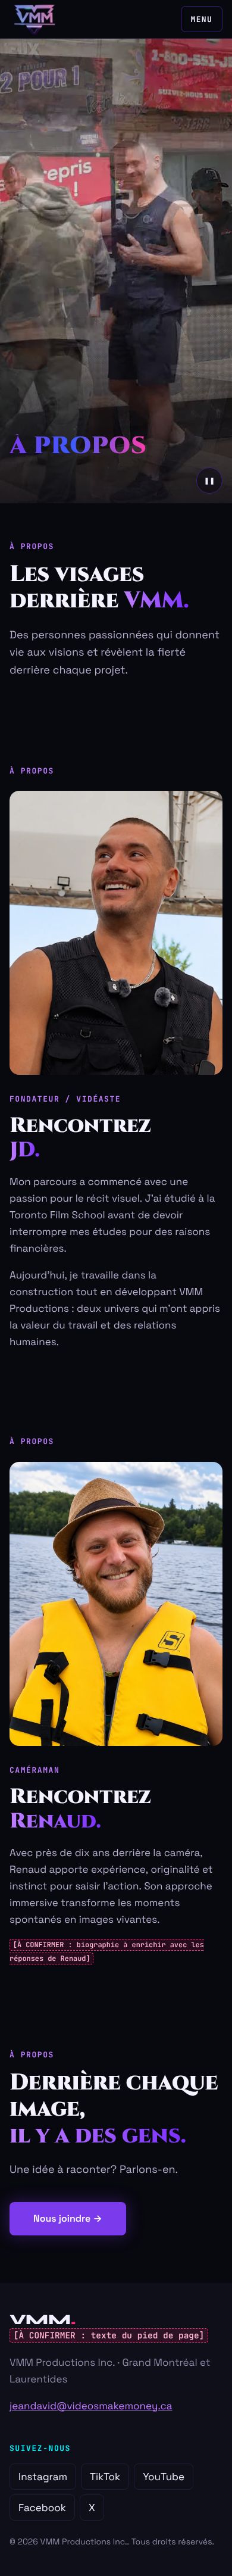 VMM
MENU
PRIX
2 POUR 1
1-800-551-J
SUIVEZ-NOUS SUR
repris
!
À PROPOS
À PROPOS
Les visages
derrière VMM.
Des personnes passionnées qui donnent
vie aux visions et révèlent la fierté
derrière chaque projet.
À PROPOS
FONDATEUR / VIDÉASTE
Rencontrez
JD.
Mon parcours a commencé avec une
passion pour le récit visuel. J'ai étudié à la
Toronto Film School avant de devoir
interrompre mes études pour des raisons
financières.
Aujourd'hui, je travaille dans la
construction tout en développant VMM
Productions : deux univers qui m'ont appris
la valeur du travail et des relations
humaines.
À PROPOS
CAMÉRAMAN
Rencontrez
Renaud.
Avec près de dix ans derrière la caméra,
Renaud apporte expérience, originalité et
instinct pour saisir l'action. Son approche
immersive transforme les moments
spontanés en images vivantes.
[À CONFIRMER : biographie à enrichir avec les
réponses de Renaud]
À PROPOS
Derrière chaque
image,
il y a des gens.
Une idée à raconter? Parlons-en.
Nous joindre →
VMM.
[À CONFIRMER : texte du pied de page]
VMM Productions Inc. · Grand Montréal et
Laurentides
jeandavid@videosmakemoney.ca
SUIVEZ-NOUS
Instagram
TikTok
YouTube
Facebook
X
© 2026 VMM Productions Inc.. Tous droits réservés.